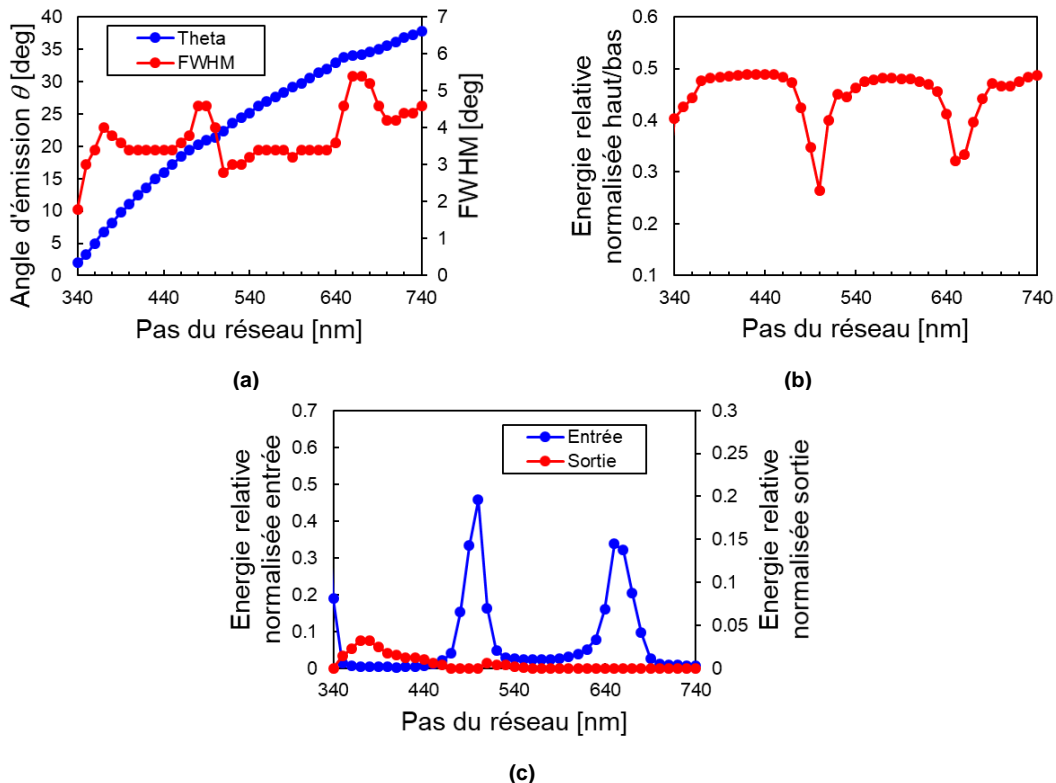 40
35
30
25
20
15
10
5
0
7
6
5
4
3
2
1
0
Theta
FWHM
Angle d'émission θ [deg]
FWHM [deg]
340 440 540 640 740
Pas du réseau [nm]
(a)
0.6
0.5
0.4
0.3
0.2
0.1
Energie relative
normalisée haut/bas
340 440 540 640 740
Pas du réseau [nm]
(b)
0.7
0.6
0.5
0.4
0.3
0.2
0.1
0
0.3
0.25
0.2
0.15
0.1
0.05
0
Entrée
Sortie
Energie relative
normalisée entrée
Energie relative
normalisée sortie
340 440 540 640 740
Pas du réseau [nm]
(c)